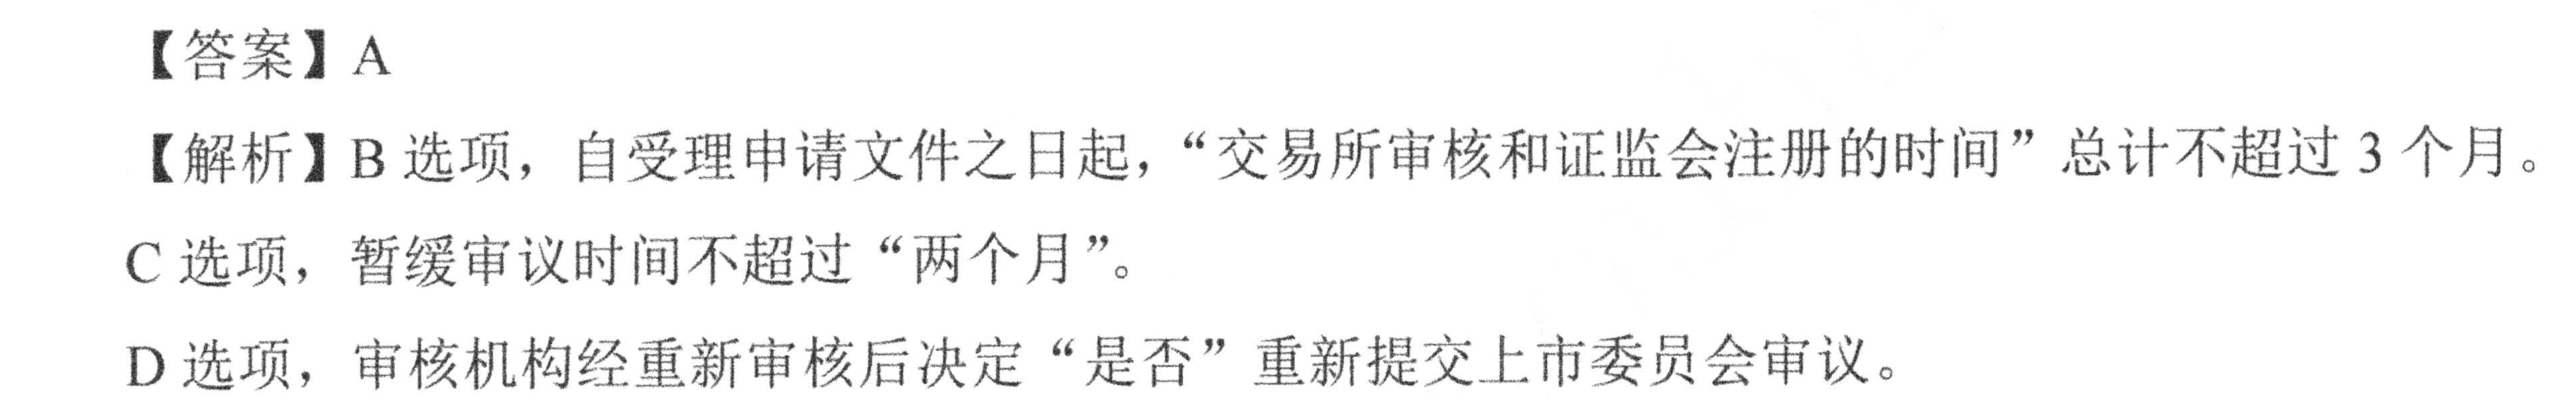 【答案】A
【解析】B 选项，自受理申请文件之日起，“交易所审核和证监会注册的时间”总计不超过 3 个月。
C 选项，暂缓审议时间不超过“两个月”。
D 选项，审核机构经重新审核后决定“是否”重新提交上市委员会审议。